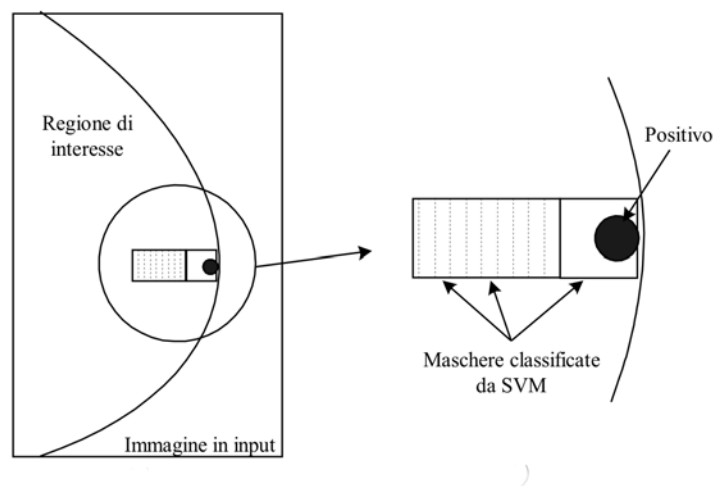 Regione di
interesse
Immagine in input
Positivo
Maschere classificate
da SVM
)